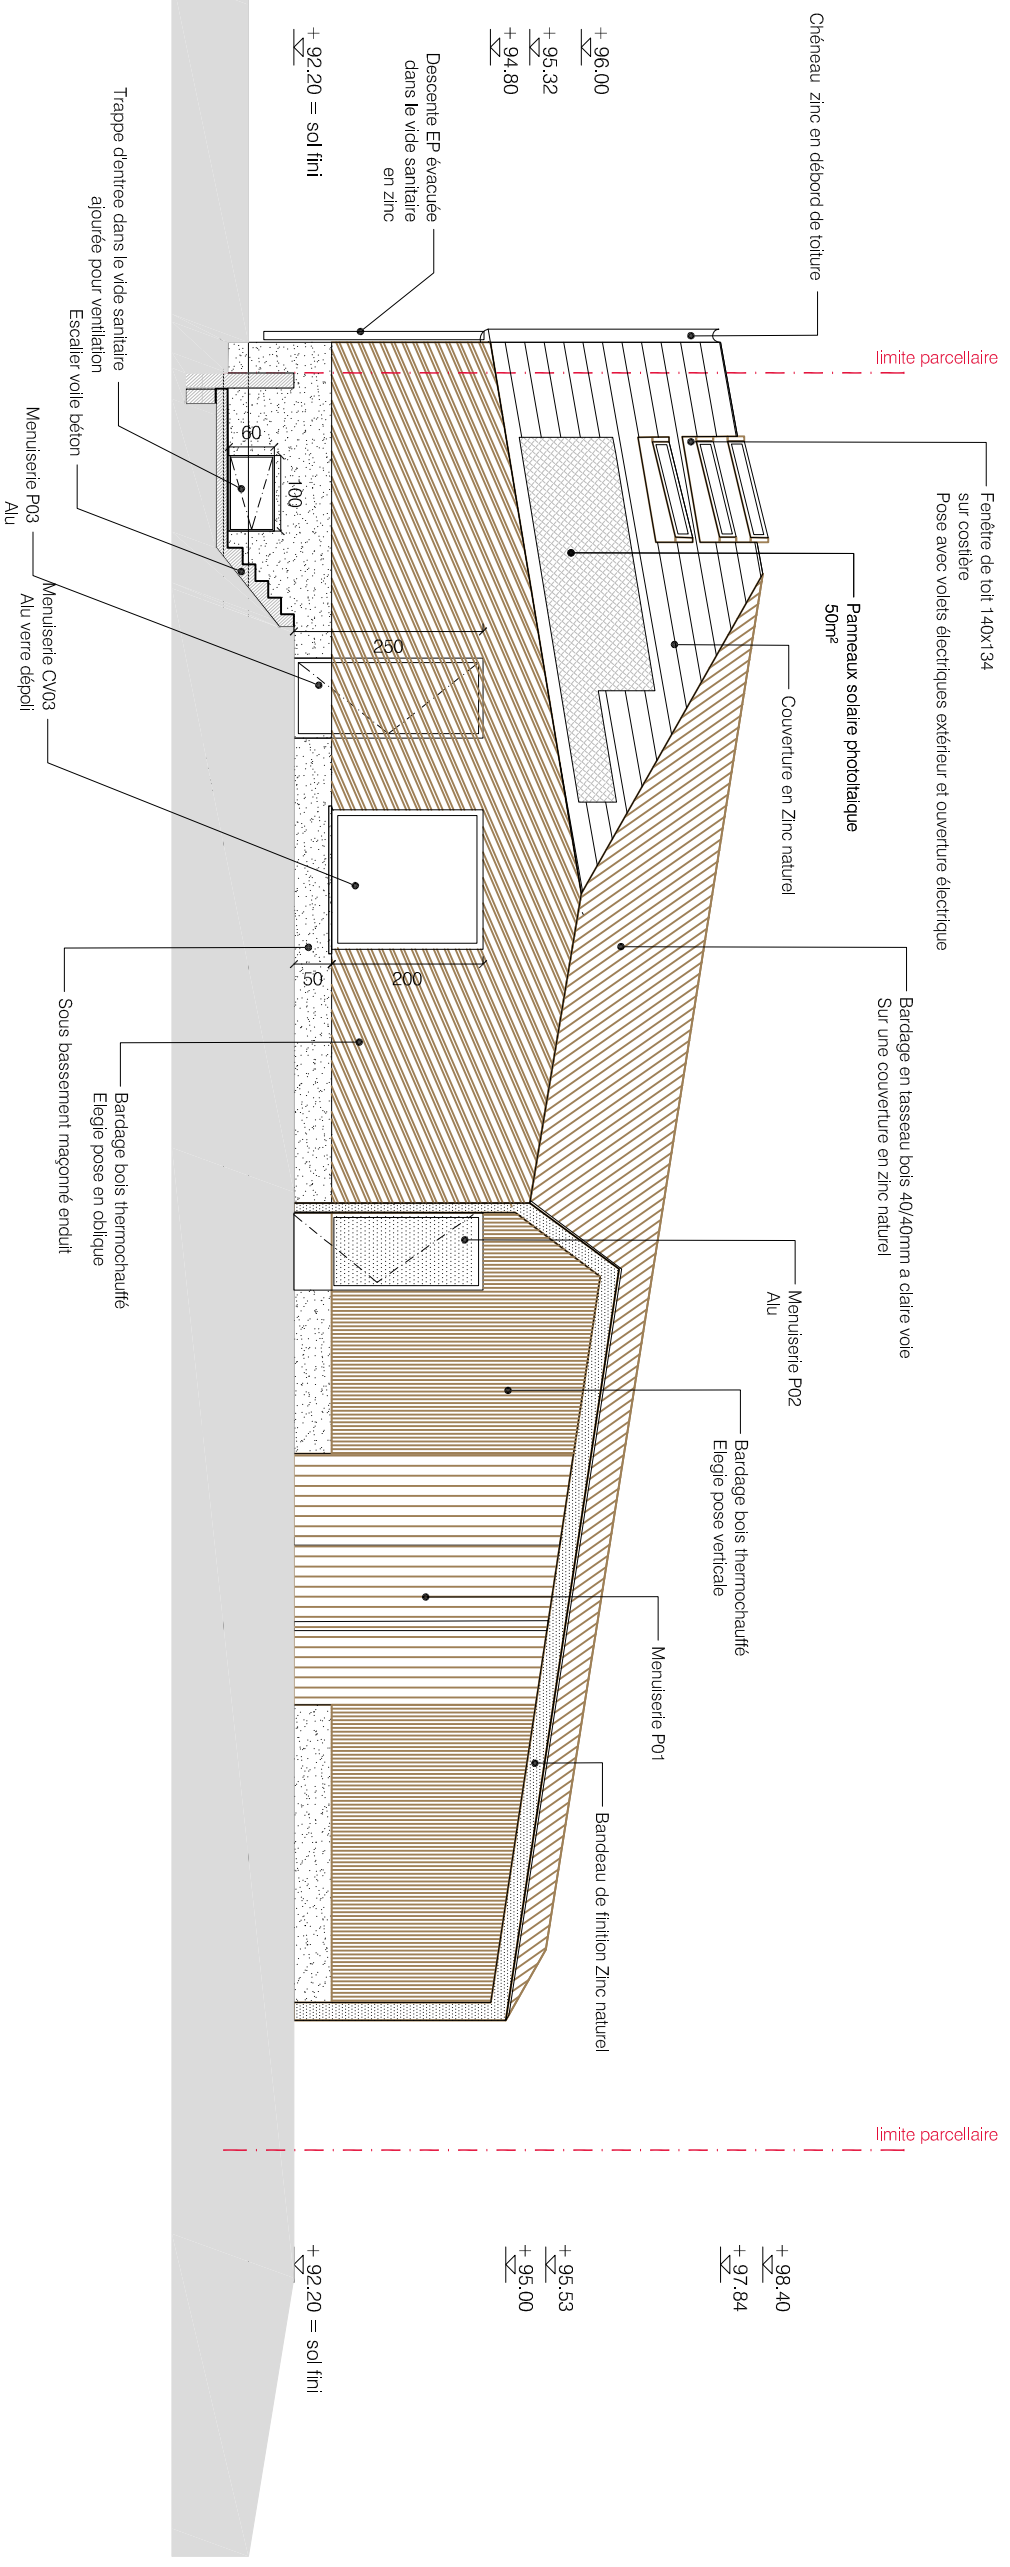 limite parcellaire
limite parcellaire
Fenêtre de toit 140x134
sur costière
Pose avec volets électriques extérieur et ouverture électrique
Bardage en tasseau bois 40/40mm a claire voie
Sur une couverture en zinc naturel
Panneaux solaire photoltaique
50m²
Chéneau zinc en débord de toiture
Couverture en Zinc naturel
Menuiserie P02
Alu
Bardage bois thermochauffé
Elegie pose verticale
Menuiserie P01
Bandeau de finition Zinc naturel
+ 98.40
+ 97.84
+ 95.53
+ 95.00
+ 92.20 = sol fini
+ 96.00
+ 95.32
+ 94.80
+ 92.20 = sol fini
Descente EP évacuée
dans le vide sanitaire
en zinc
250
200
50
100
60
Trappe d'entree dans le vide sanitaire
ajourée pour ventilation
Escalier voile béton
Menuiserie P03
Alu
Menuiserie CV03
Alu verre dépoli
Bardage bois thermochauffé
Elegie pose en oblique
Sous bassement maçonné enduit